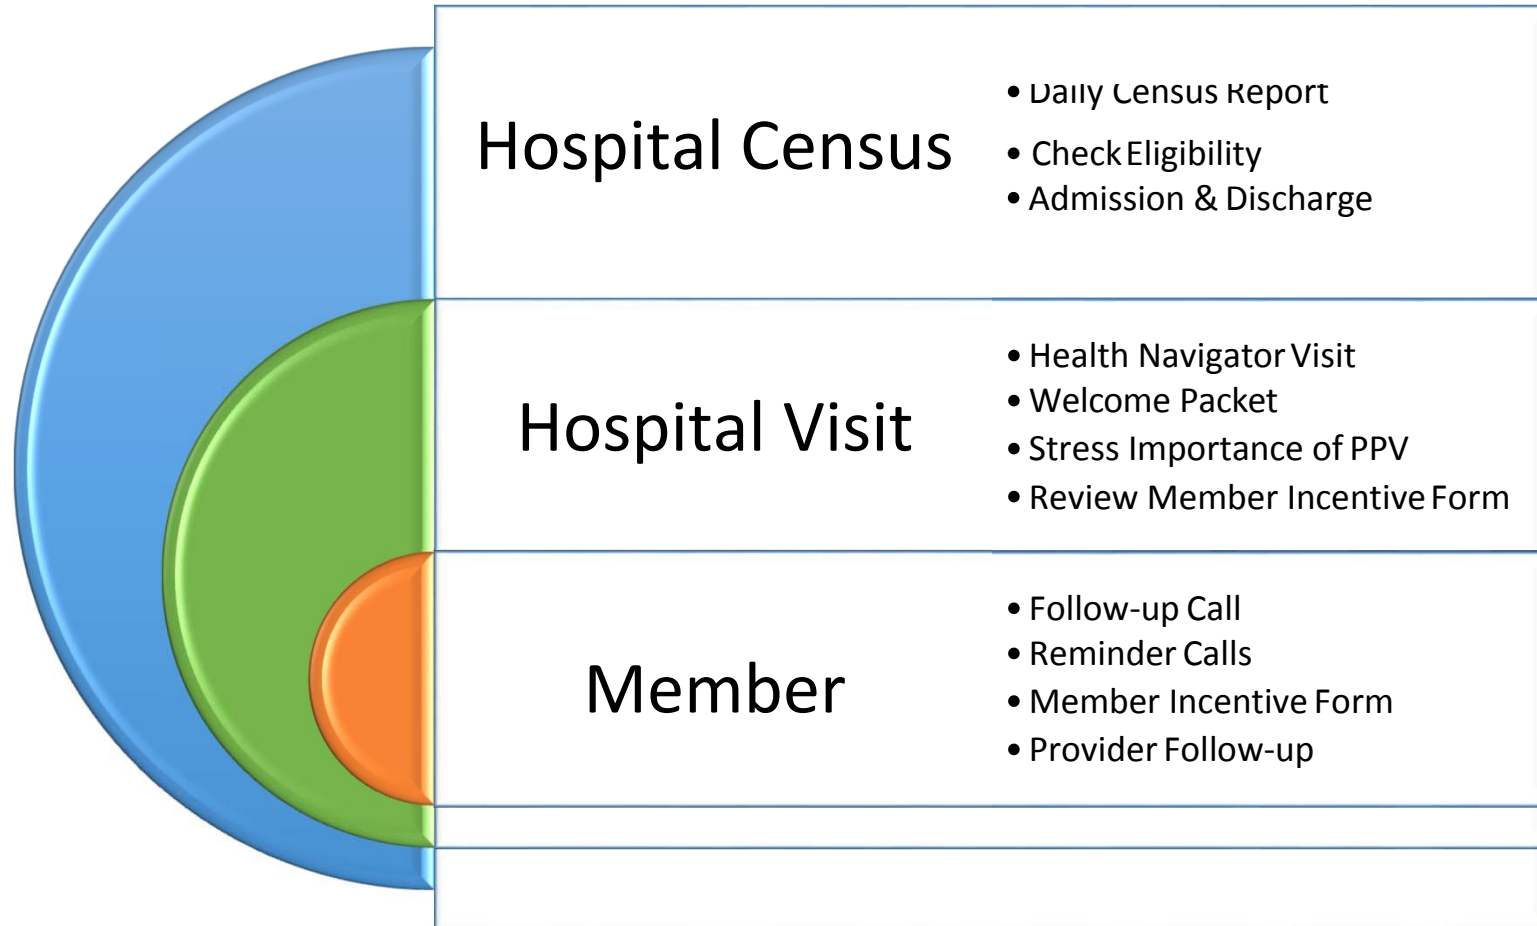 Hospital Census
• Daily Census Report
• Check Eligibility
• Admission & Discharge
Hospital Visit
• Health Navigator Visit
• Welcome Packet
• Stress Importance of PPV
• Review Member Incentive Form
Member
• Follow-up Call
• Reminder Calls
• Member Incentive Form
• Provider Follow-up